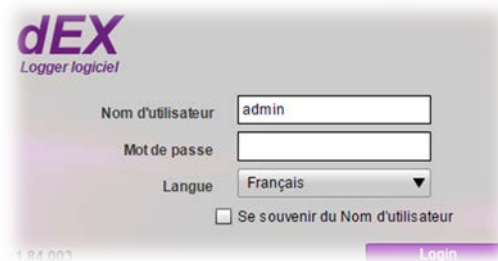 dEX
Logger logiciel
Nom d'utilisateur admin
Mot de passe
Langue Français
Se souvenir du Nom d'utilisateur
1.84.003 Login